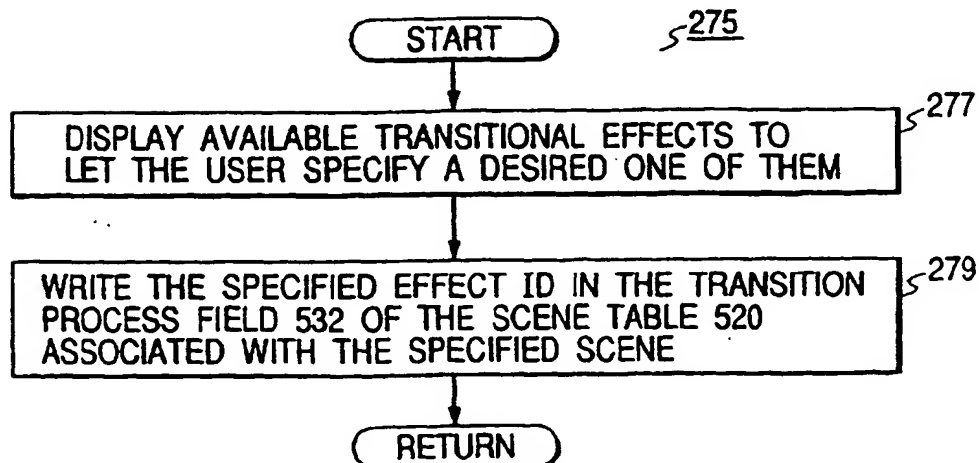 START
275
277
DISPLAY AVAILABLE TRANSITIONAL EFFECTS TO
LET THE USER SPECIFY A DESIRED ONE OF THEM
279
WRITE THE SPECIFIED EFFECT ID IN THE TRANSITION
PROCESS FIELD 532 OF THE SCENE TABLE 520
ASSOCIATED WITH THE SPECIFIED SCENE
RETURN